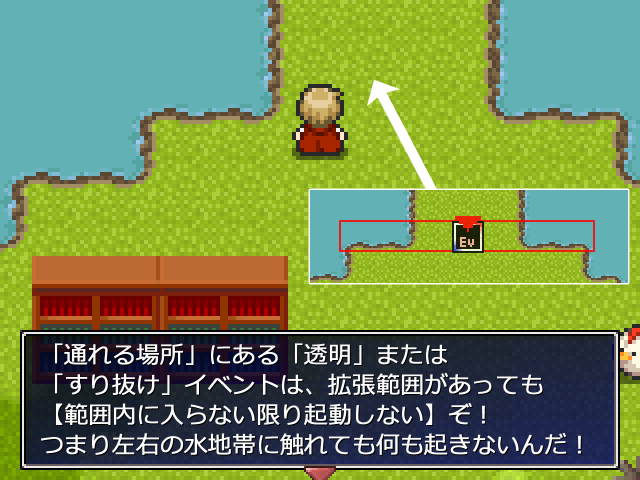 Ev
「通れる場所」にある「透明」または
「すり抜け」イベントは、拡張範囲があっても
【範囲内に入らない限り起動しない】ぞ！
つまり左右の水地帯に触れても何も起きないんだ！